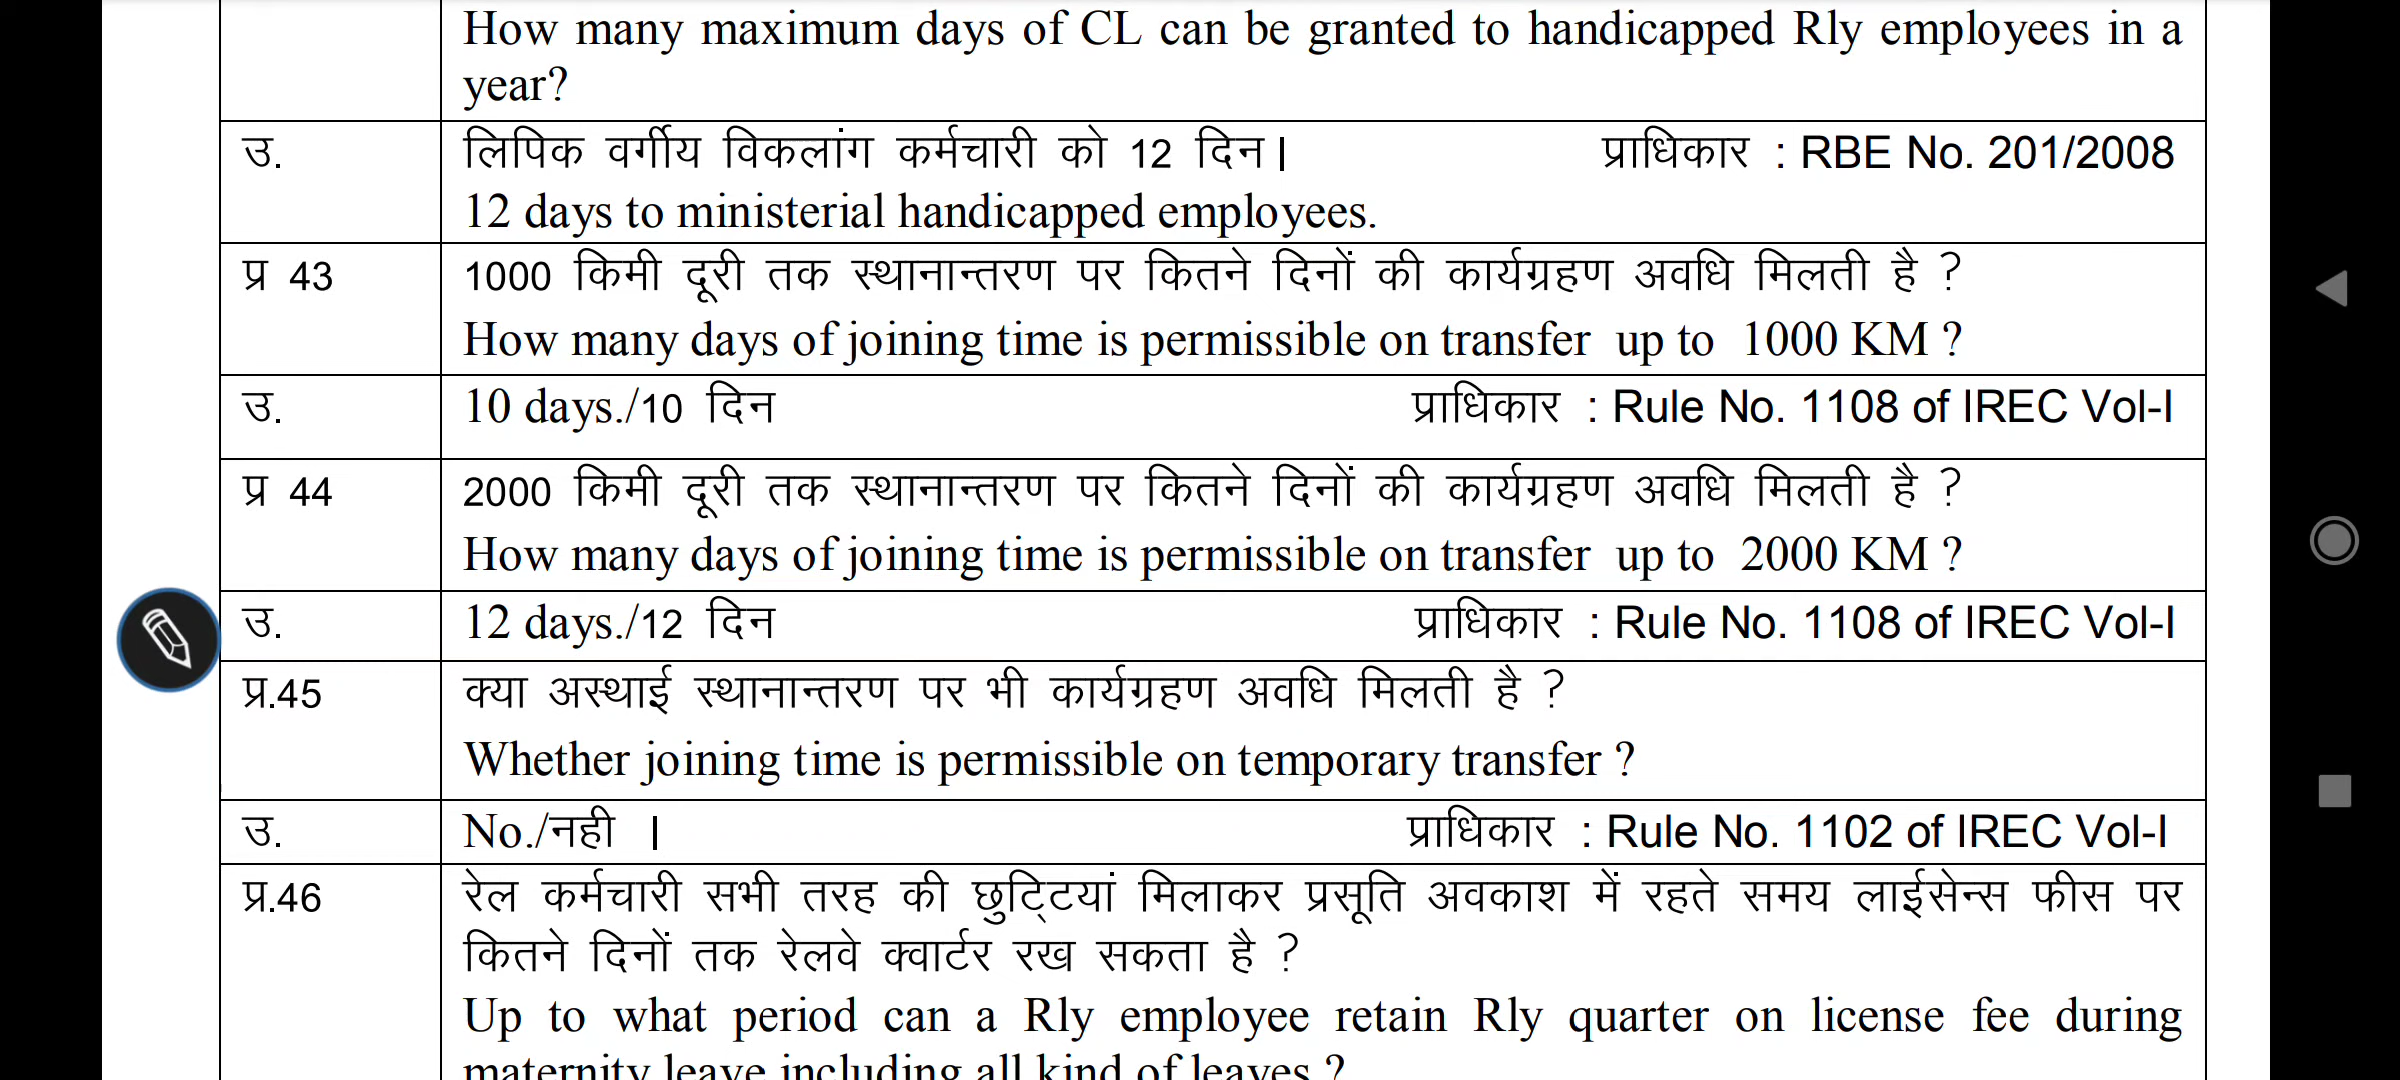 How many maximum days of CL can be granted to handicapped Rly employees in a
year?
उ. लिपिक वर्गीय विकलांग कर्मचारी को 12 दिन। प्राधिकार : RBE No. 201/2008
12 days to ministerial handicapped employees.
प्र 43 1000 किमी दूरी तक स्थानान्तरण पर कितने दिनों की कार्यग्रहण अवधि मिलती है ?
How many days of joining time is permissible on transfer up to 1000 KM ?
उ. 10 days./10 दिन प्राधिकार : Rule No. 1108 of IREC Vol-I
प्र 44 2000 किमी दूरी तक स्थानान्तरण पर कितने दिनों की कार्यग्रहण अवधि मिलती है ?
How many days of joining time is permissible on transfer up to 2000 KM ?
उ. 12 days./12 दिन प्राधिकार : Rule No. 1108 of IREC Vol-I
प्र.45 क्या अस्थाई स्थानान्तरण पर भी कार्यग्रहण अवधि मिलती है ?
Whether joining time is permissible on temporary transfer ?
उ. No./नही । प्राधिकार : Rule No. 1102 of IREC Vol-I
प्र.46 रेल कर्मचारी सभी तरह की छुट्टियां मिलाकर प्रसूति अवकाश में रहते समय लाईसेन्स फीस पर
कितने दिनों तक रेलवे क्वार्टर रख सकता है ?
Up to what period can a Rly employee retain Rly quarter on license fee during
maternity leave including all kind of leaves ?